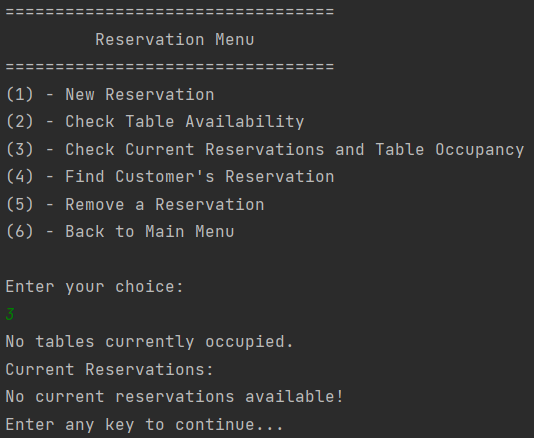 =================================
Reservation Menu
=================================
(1) - New Reservation
(2) - Check Table Availability
(3) - Check Current Reservations and Table Occupancy
(4) - Find Customer's Reservation
(5) - Remove a Reservation
(6) - Back to Main Menu
Enter your choice:
3
No tables currently occupied.
Current Reservations:
No current reservations available!
Enter any key to continue...